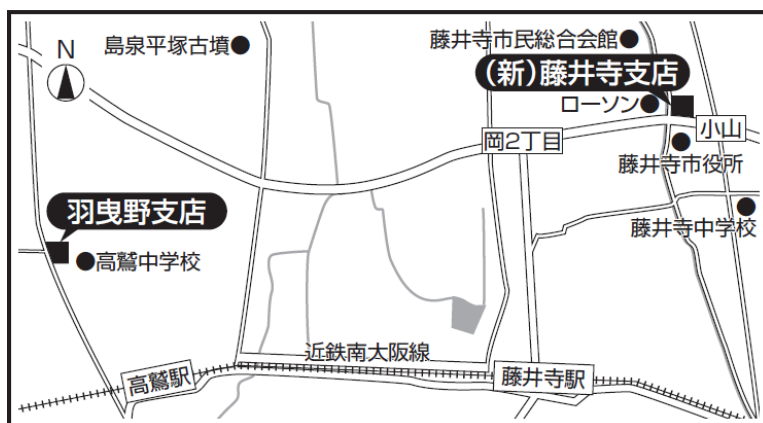 N
島泉平塚古墳
藤井寺市民総合会館
(新)藤井寺支店
ローソン
小山
岡2丁目
藤井寺市役所
羽曳野支店
藤井寺中学校
高鷲中学校
近鉄南大阪線
高鷲駅
藤井寺駅